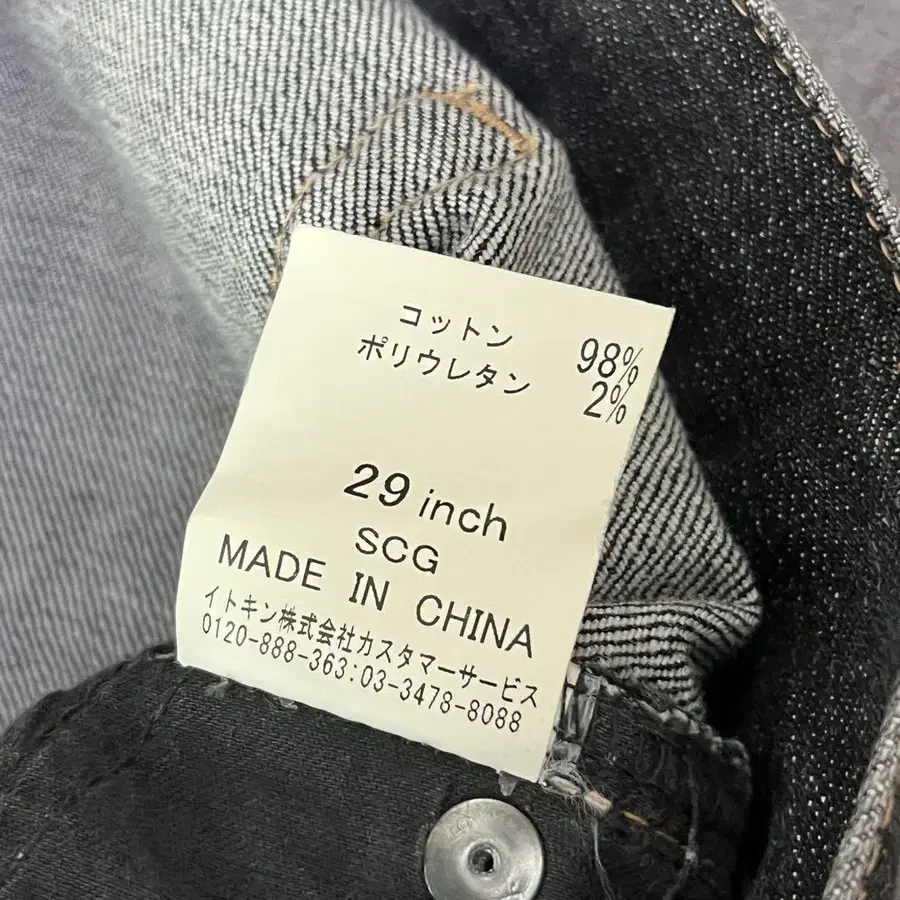 コットン 98%
ポリウレタン 2%
29 inch
SCG
MADE IN CHINA
イトキン株式会社カスタマーサービス
0120-888-363:03-3478-8088